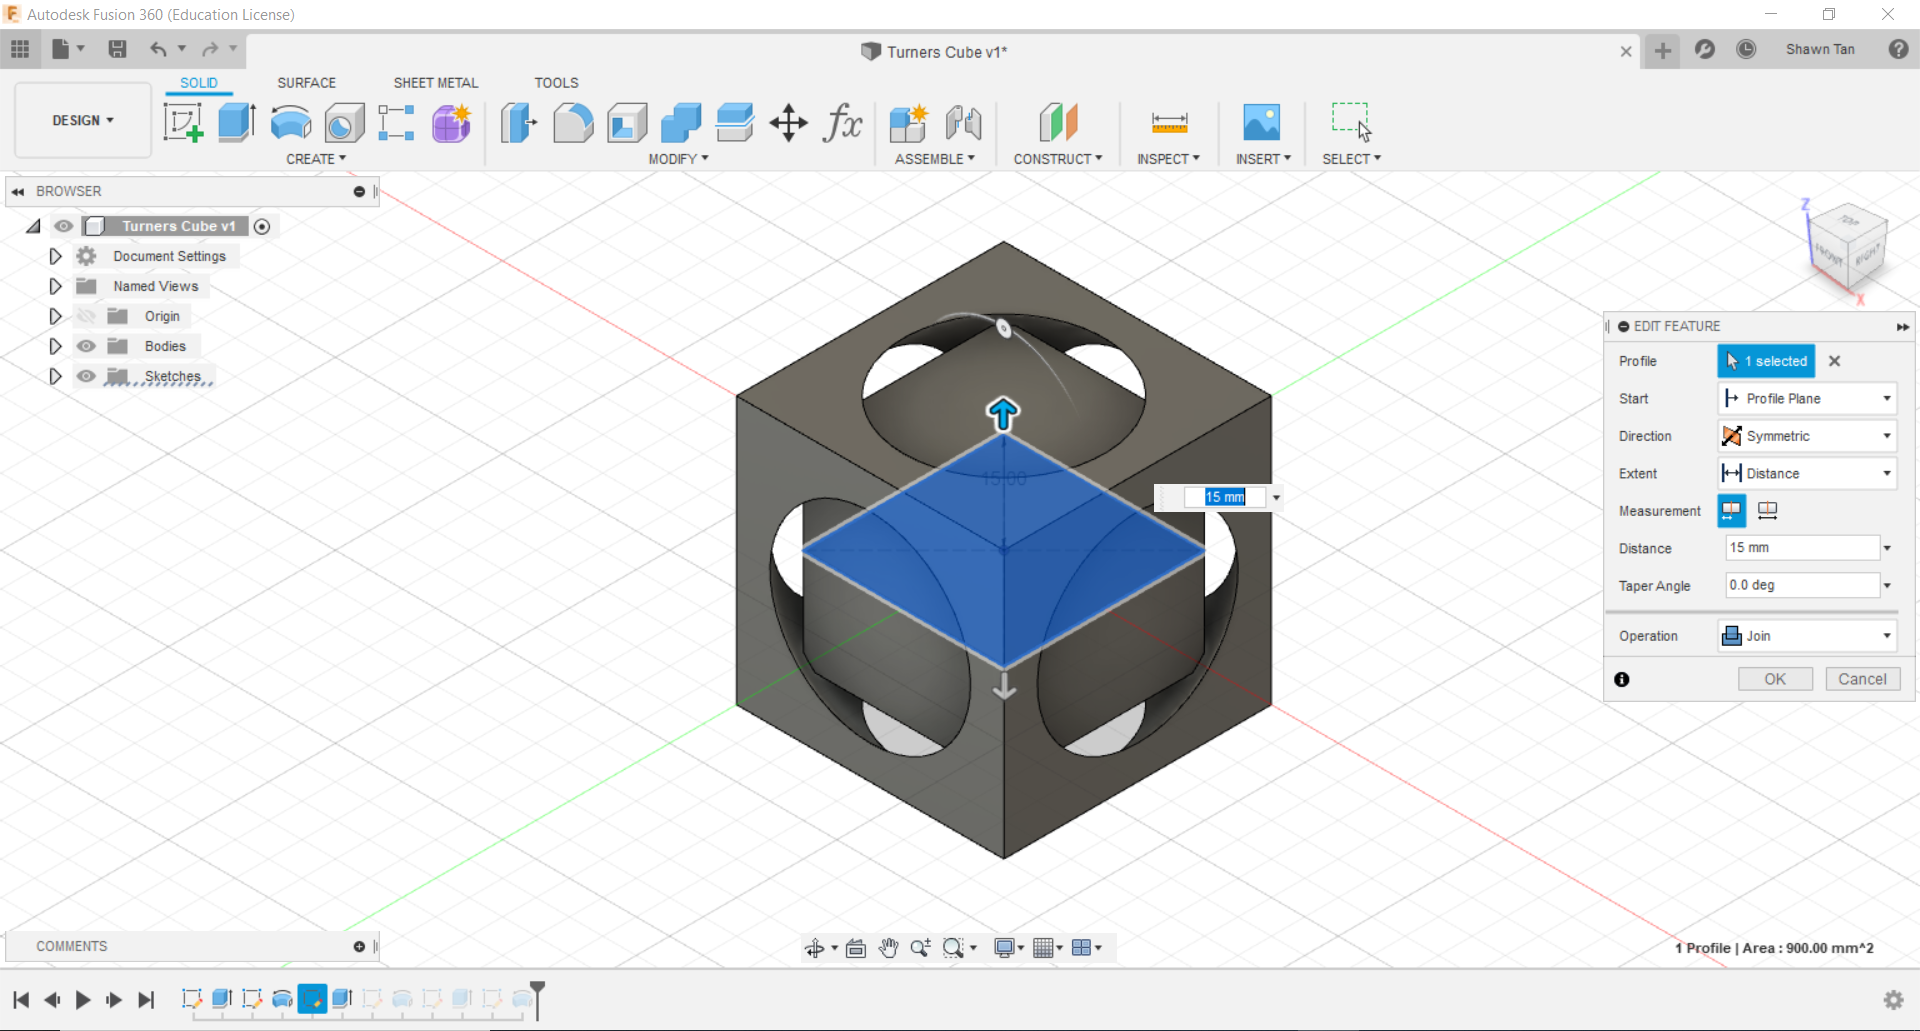 Autodesk Fusion 360 (Education License)
Turners Cube v1*
Shawn Tan
SOLID
SURFACE
SHEET METAL
TOOLS
DESIGN
CREATE
MODIFY
ASSEMBLE
CONSTRUCT
INSPECT
INSERT
SELECT
BROWSER
Turners Cube v1
Document Settings
Named Views
Origin
Bodies
Sketches
Z
TOP
FRONT
RIGHT
X
15.00
15 mm
EDIT FEATURE
Profile
1 selected
Start
Profile Plane
Direction
Symmetric
Extent
Distance
Measurement
Distance
15 mm
Taper Angle
0.0 deg
Operation
Join
OK
Cancel
COMMENTS
1 Profile | Area : 900.00 mm^2